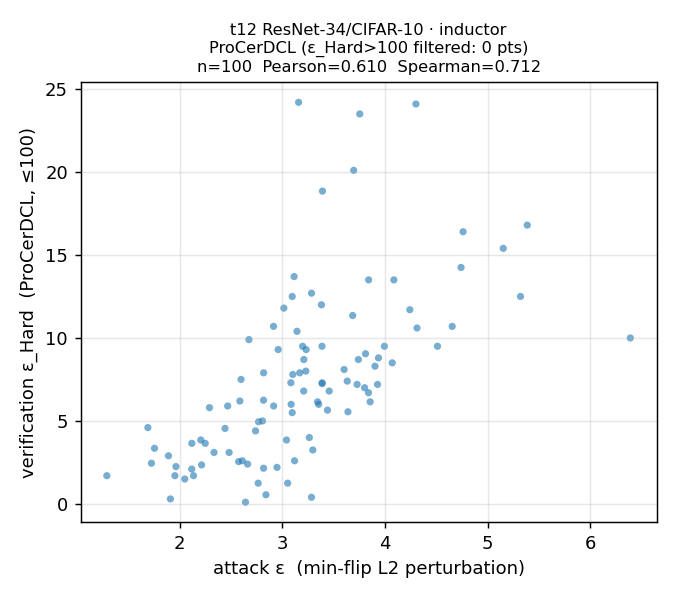 t12 ResNet-34/CIFAR-10 · inductor
ProCerDCL (ε_Hard>100 filtered: 0 pts)
n=100  Pearson=0.610  Spearman=0.712
verification ε_Hard  (ProCerDCL, ≤100)
25
20
15
10
5
0
2
3
4
5
6
attack ε  (min-flip L2 perturbation)